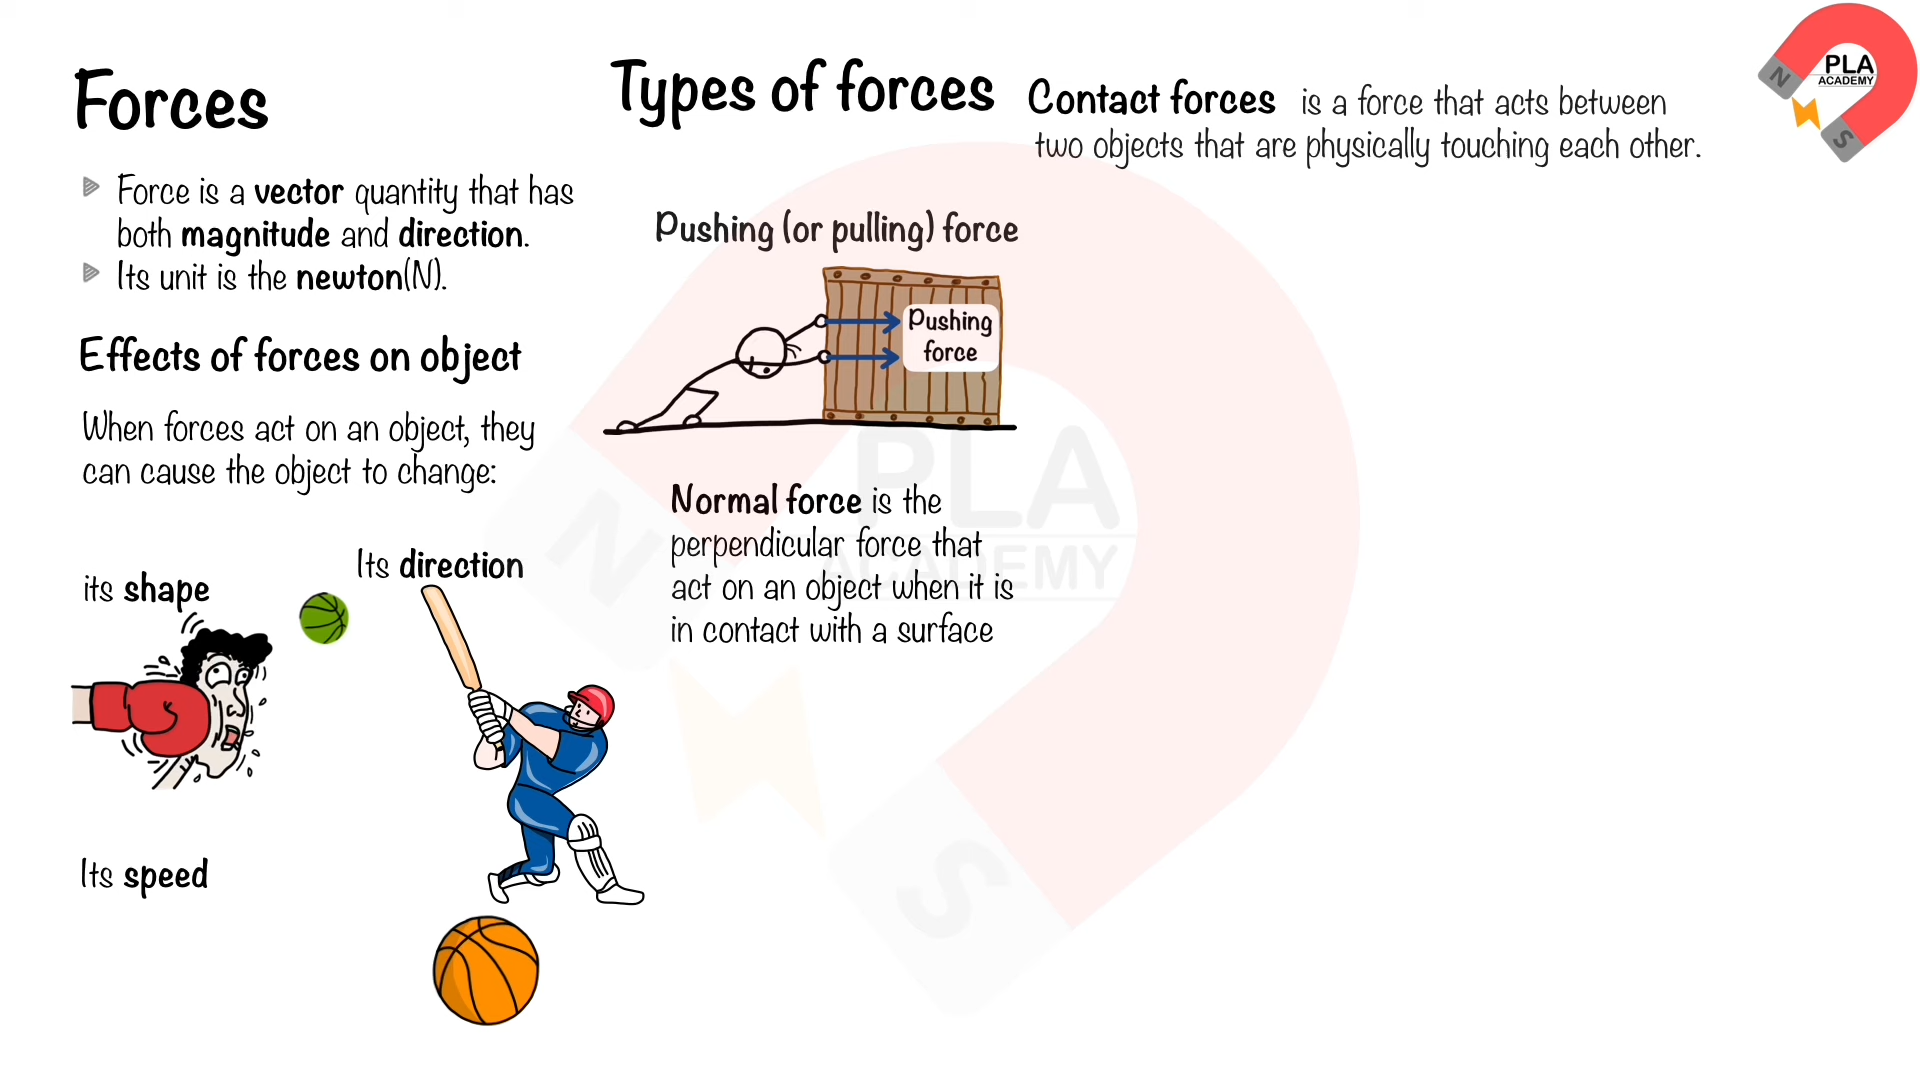 Forces
Force is a vector quantity that has
both magnitude and direction.
Its unit is the newton(N).
Effects of forces on object
When forces act on an object, they
can cause the object to change:
its shape
Its direction
Its speed
Types of forces
Contact forces is a force that acts between
two objects that are physically touching each other.
Pushing (or pulling) force
Pushing
force
Normal force is the
perpendicular force that
act on an object when it is
in contact with a surface
N
PLA
ACADEMY
S
N
PLA
ACADEMY
S